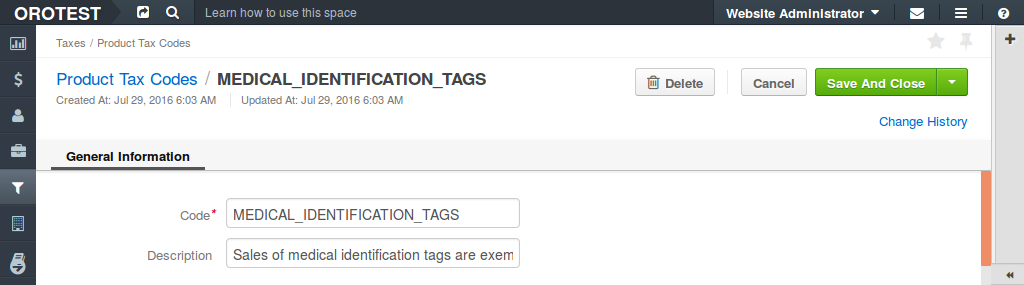 OROTEST Learn how to use this space Website Administrator
Taxes / Product Tax Codes
Product Tax Codes / MEDICAL_IDENTIFICATION_TAGS Delete Cancel Save And Close
Created At: Jul 29, 2016 6:03 AM Updated At: Jul 29, 2016 6:03 AM
Change History
General Information
Code* MEDICAL_IDENTIFICATION_TAGS
Description Sales of medical identification tags are exem